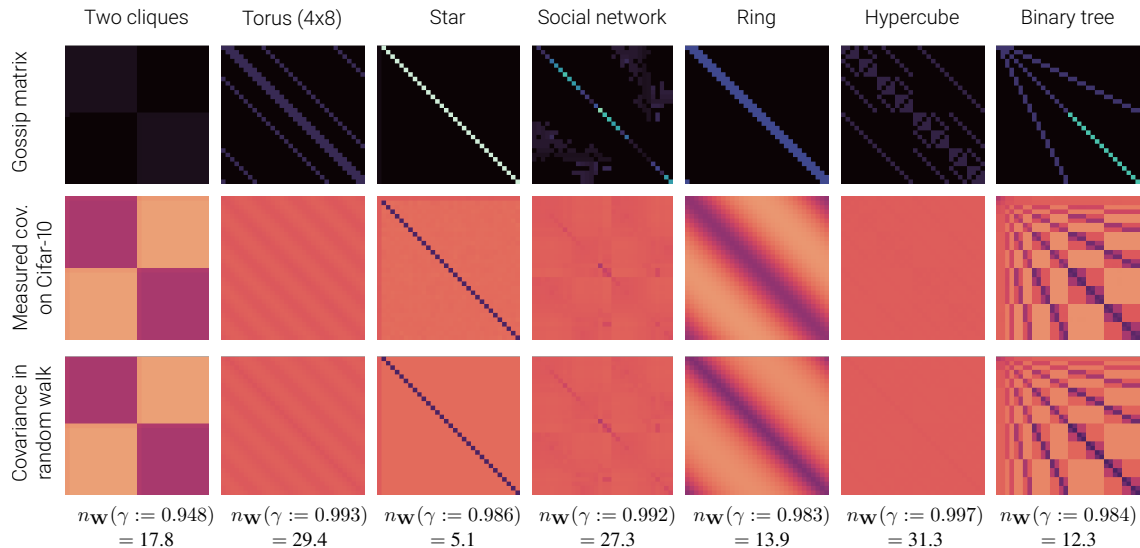 Two cliques
Torus (4x8)
Star
Social network
Ring
Hypercube
Binary tree
Gossip matrix
Measured cov.
on Cifar-10
Covariance in
random walk
n_W(γ := 0.948)
= 17.8
n_W(γ := 0.993)
= 29.4
n_W(γ := 0.986)
= 5.1
n_W(γ := 0.992)
= 27.3
n_W(γ := 0.983)
= 13.9
n_W(γ := 0.997)
= 31.3
n_W(γ := 0.984)
= 12.3